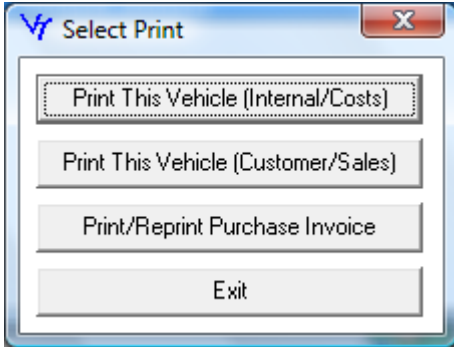 Select Print
Print This Vehicle (Internal/Costs)
Print This Vehicle (Customer/Sales)
Print/Reprint Purchase Invoice
Exit